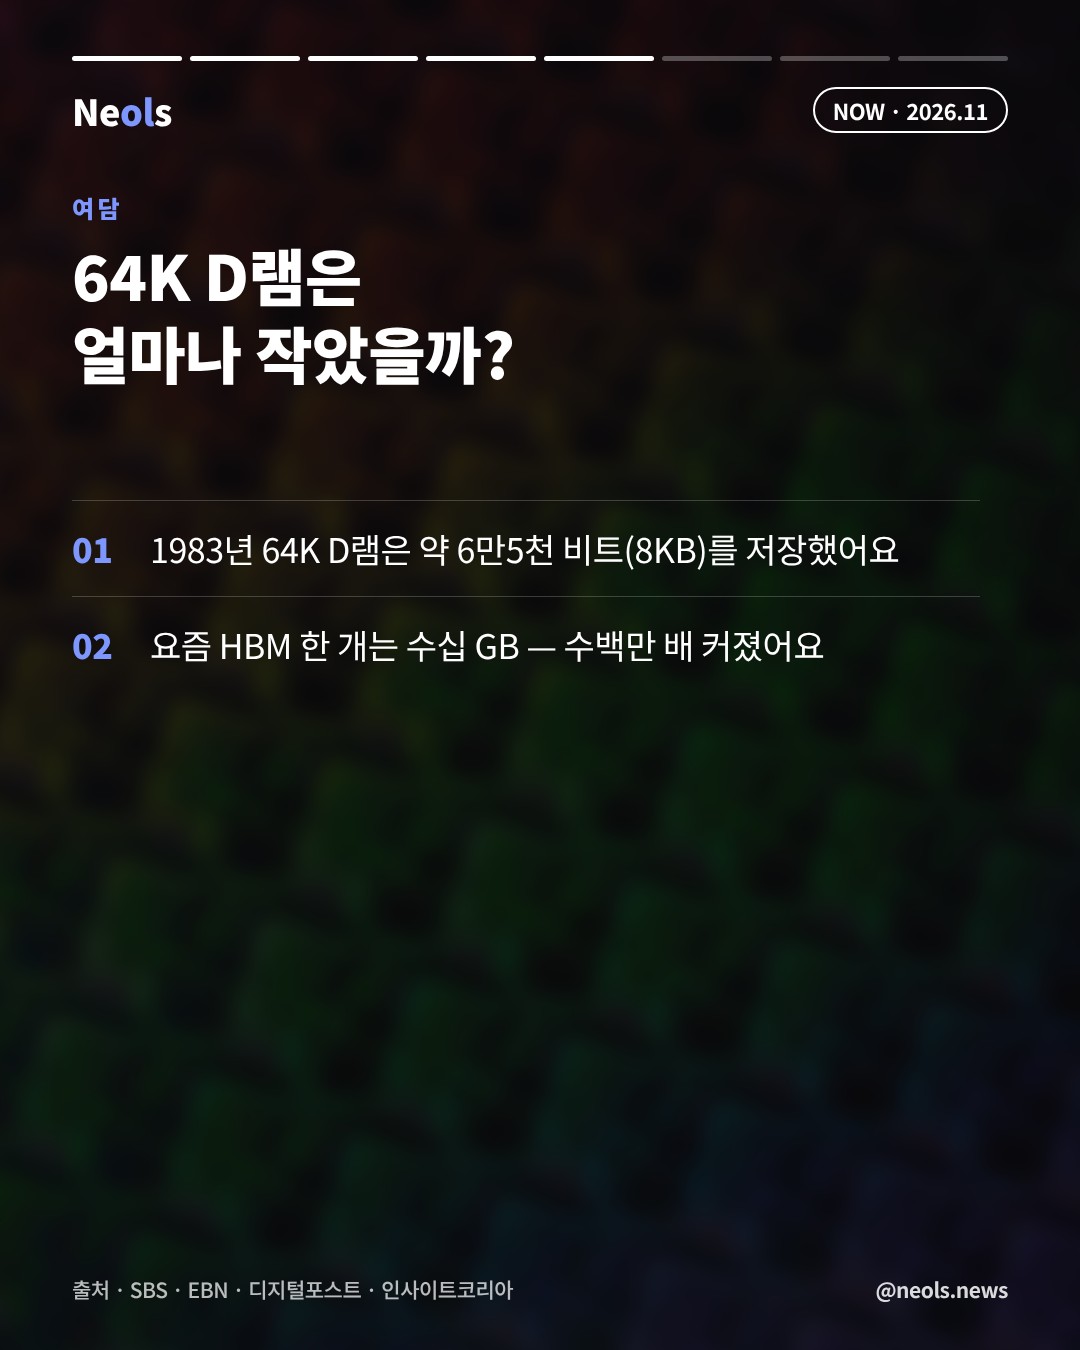 Neols
NOW · 2026.11
여담
64K D램은
얼마나 작았을까?
01 1983년 64K D램은 약 6만5천 비트(8KB)를 저장했어요
02 요즘 HBM 한 개는 수십 GB — 수백만 배 커졌어요
출처 · SBS · EBN · 디지털포스트 · 인사이트코리아
@neols.news